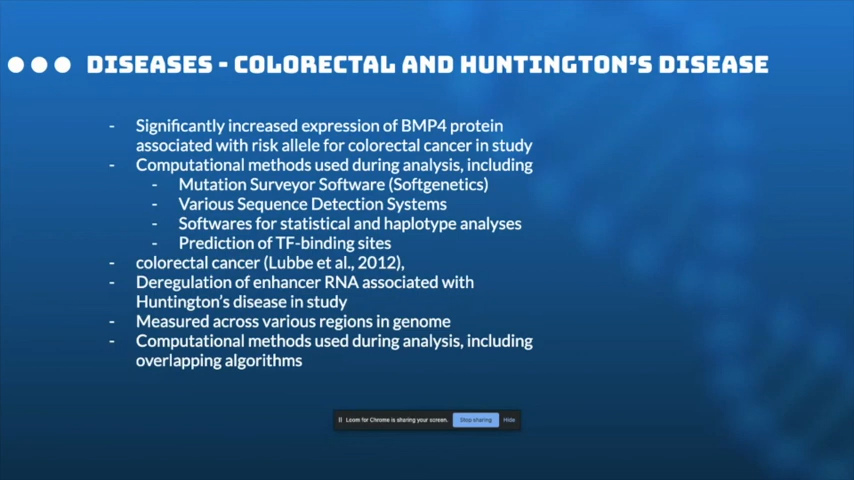 DISEASES - COLORECTAL AND HUNTINGTON'S DISEASE
- Significantly increased expression of BMP4 protein
associated with risk allele for colorectal cancer in study
- Computational methods used during analysis, including
- Mutation Surveyor Software (Softgenetics)
- Various Sequence Detection Systems
- Softwares for statistical and haplotype analyses
- Prediction of TF-binding sites
- colorectal cancer (Lubbe et al., 2012),
- Deregulation of enhancer RNA associated with
Huntington's disease in study
- Measured across various regions in genome
- Computational methods used during analysis, including
overlapping algorithms
Loom for Chrome is sharing your screen. Stop sharing Hide